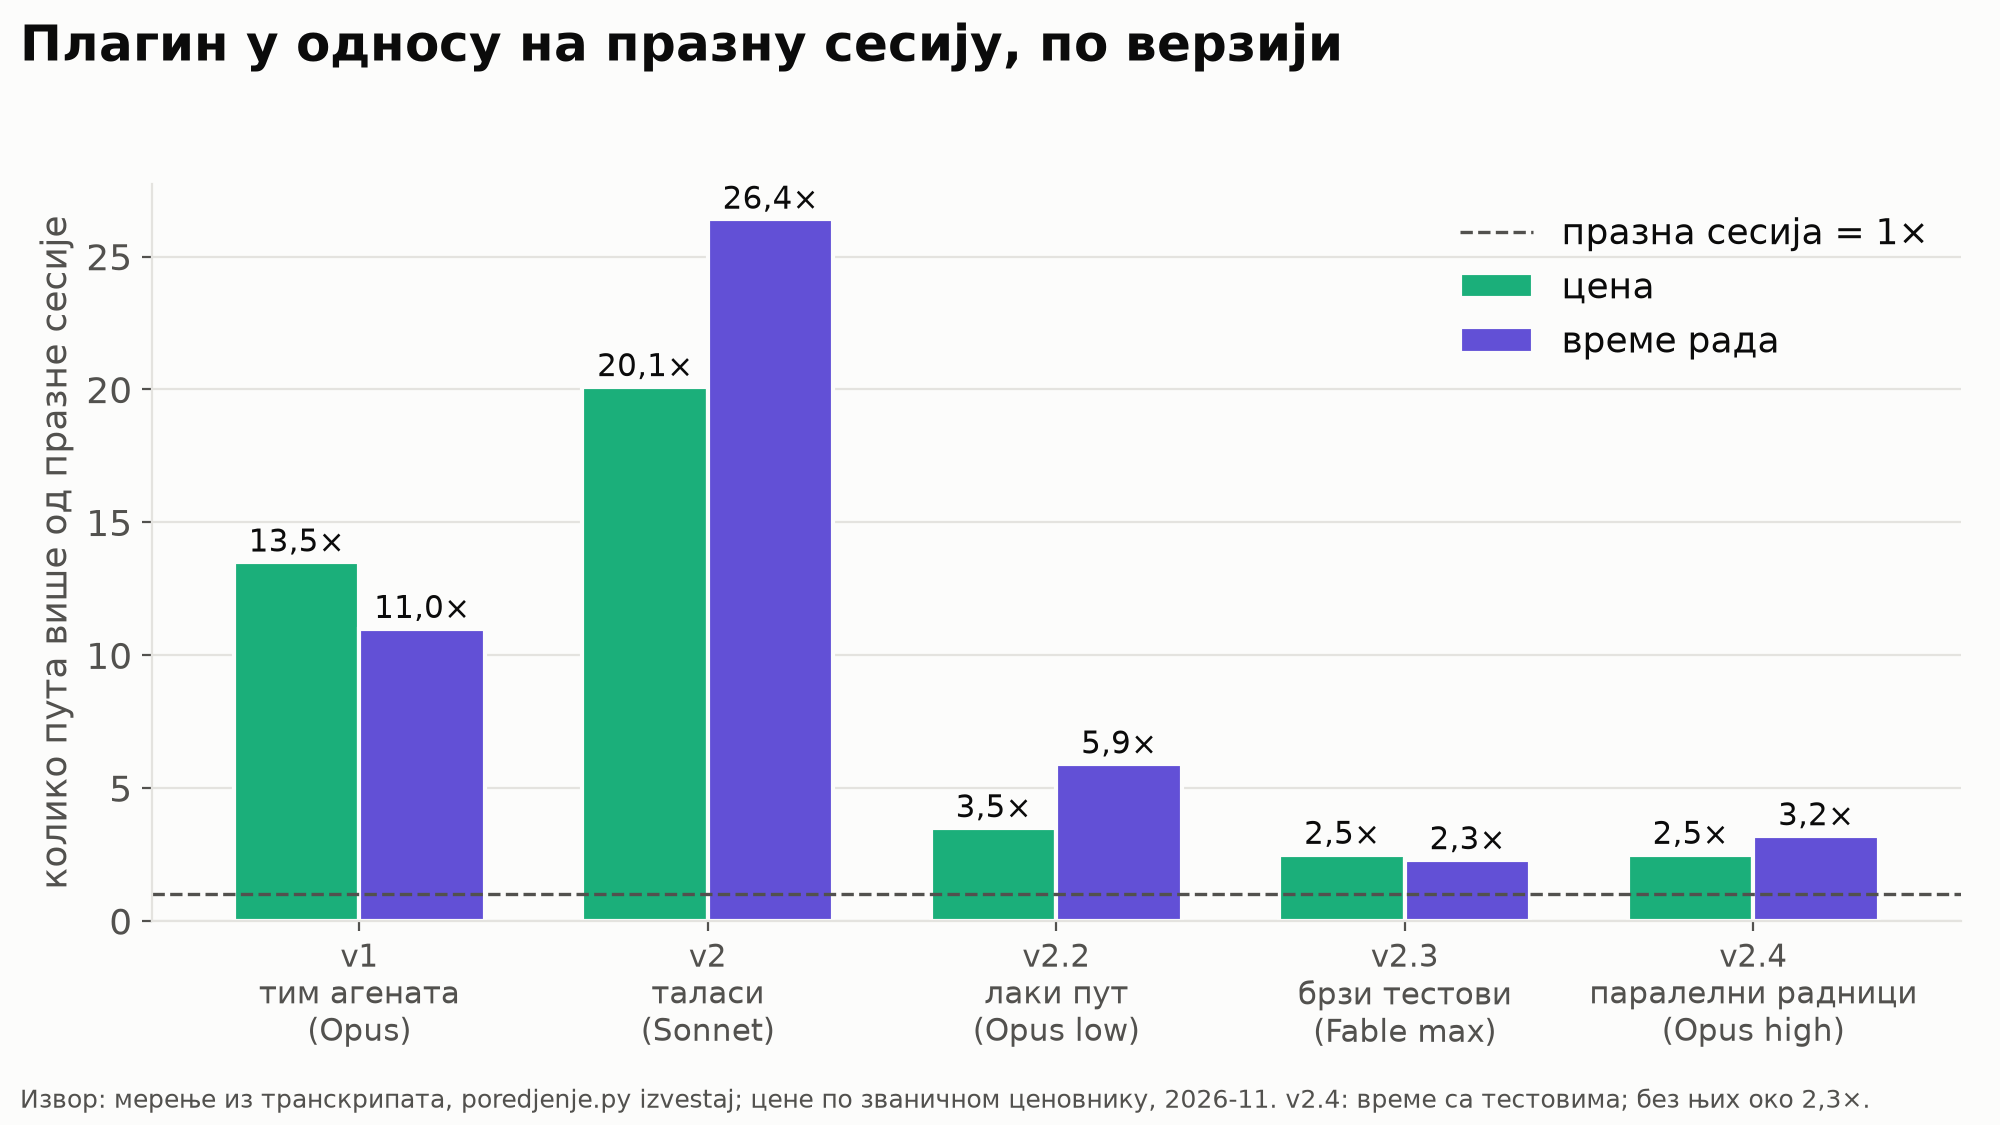 Плагин у односу на празну сесију, по верзији
колико пута више од празне сесије
25
20
15
10
5
0
празна сесија = 1×
цена
време рада
13,5×
11,0×
20,1×
26,4×
3,5×
5,9×
2,5×
2,3×
2,5×
3,2×
v1
тим агената
(Opus)
v2
таласи
(Sonnet)
v2.2
лаки пут
(Opus low)
v2.3
брзи тестови
(Fable max)
v2.4
паралелни радници
(Opus high)
Извор: мерење из транскрипата, poredjenje.py izvestaj; цене по званичном ценовнику, 2026-11. v2.4: време са тестовима; без њих око 2,3×.